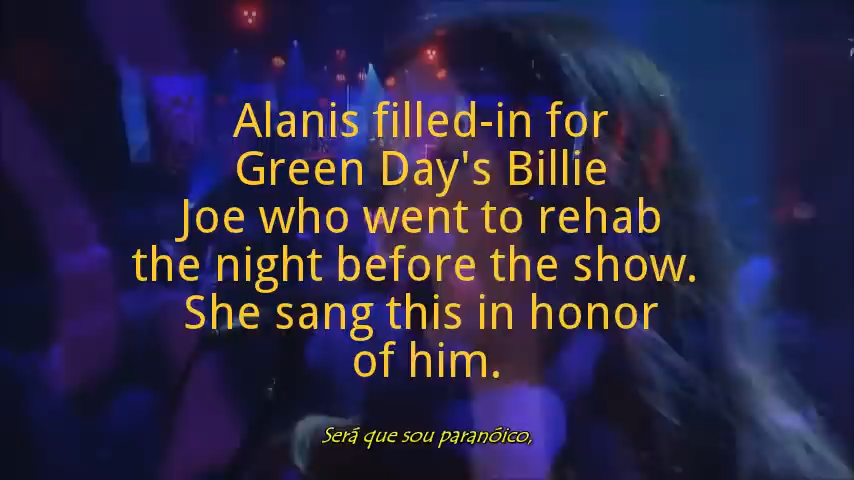 Alanis filled-in for
Green Day's Billie
Joe who went to rehab
the night before the show.
She sang this in honor
of him.
Será que sou paranóico,